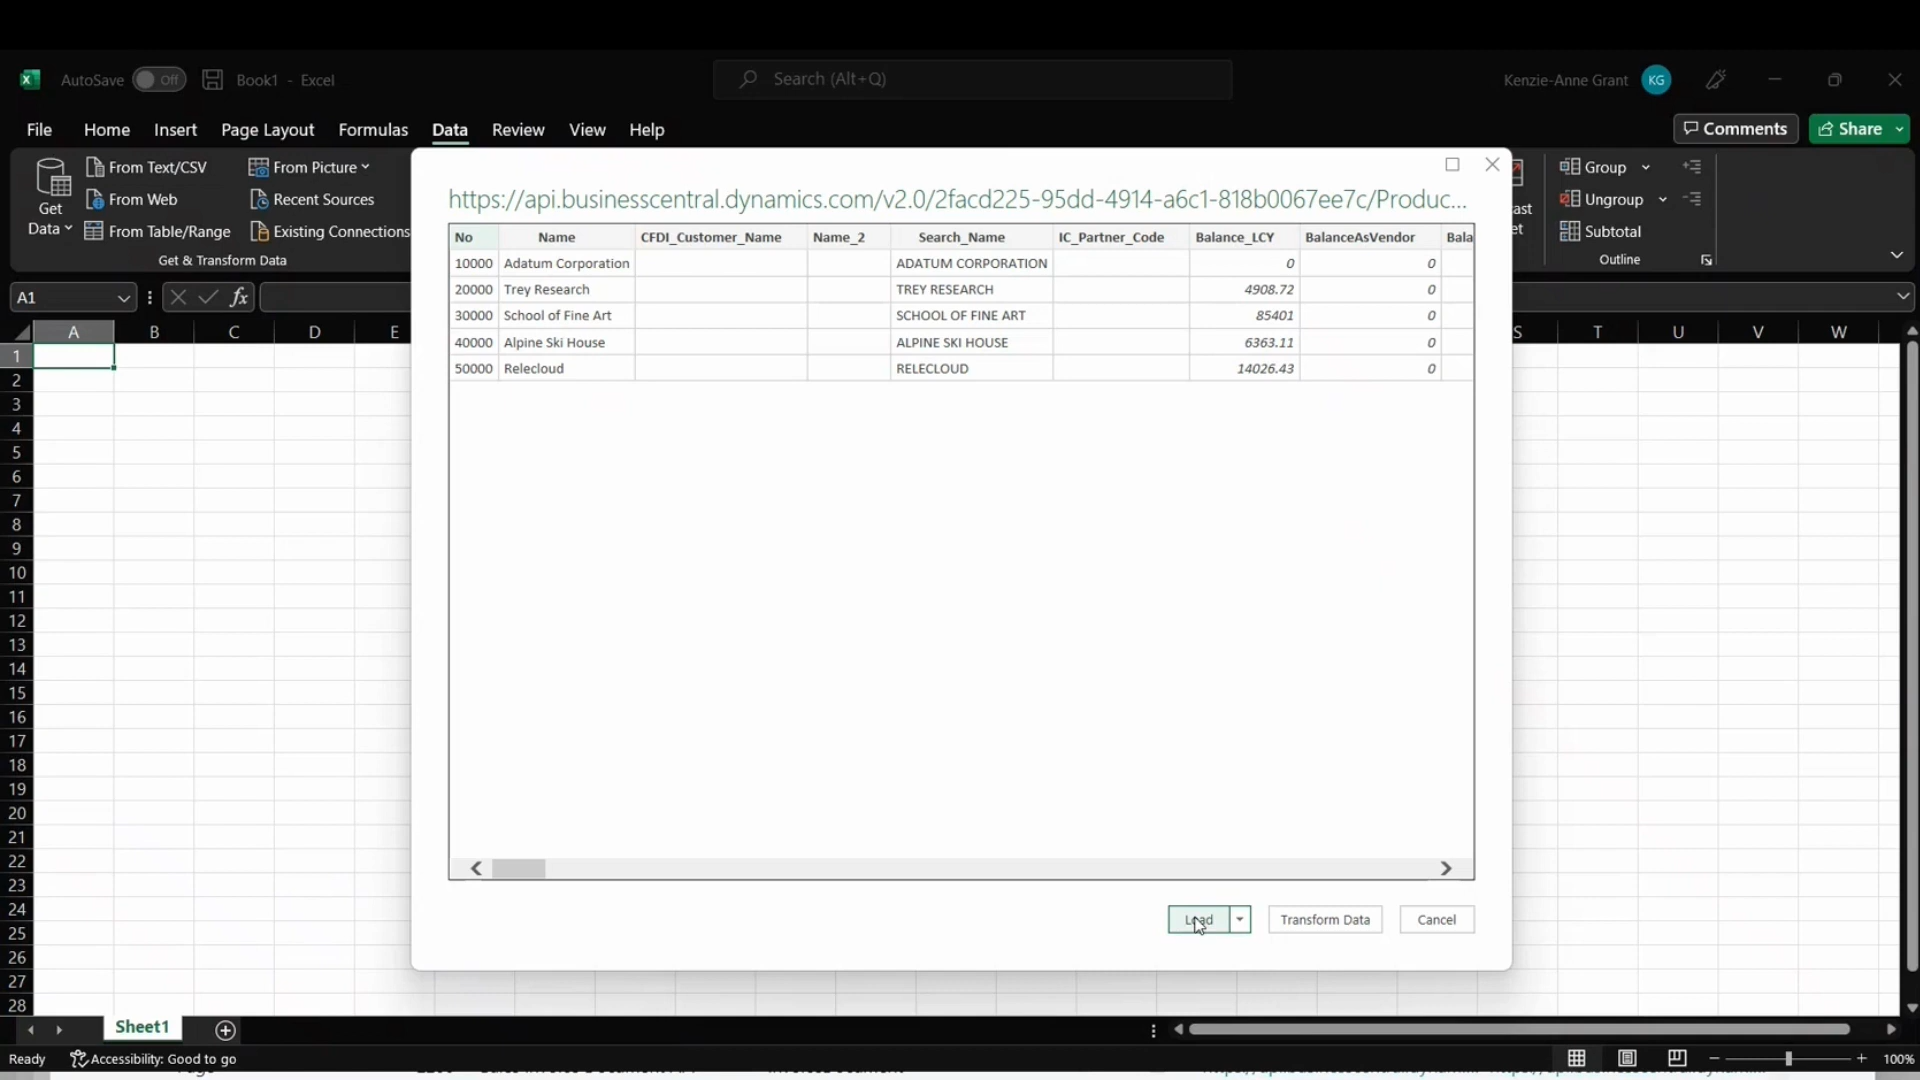 AutoSave Off Book1 - Excel Search (Alt+Q) Kenzie-Anne Grant KG
File Home Insert Page Layout Formulas Data Review View Help Comments Share
Get Data
From Text/CSV
From Web
From Table/Range
From Picture
Recent Sources
Existing Connections
Get & Transform Data
Group
Ungroup
Subtotal
Outline
A1 fx
https://api.businesscentral.dynamics.com/v2.0/2facd225-95dd-4914-a6c1-818b0067ee7c/Produc...
No Name CFDI_Customer_Name Name_2 Search_Name IC_Partner_Code Balance_LCY BalanceAsVendor Bala
10000 Adatum Corporation ADATUM CORPORATION 0 0
20000 Trey Research TREY RESEARCH 4908.72 0
30000 School of Fine Art SCHOOL OF FINE ART 85401 0
40000 Alpine Ski House ALPINE SKI HOUSE 6363.11 0
50000 Relecloud RELECLOUD 14026.43 0
Load Transform Data Cancel
A B C D E S T U V W
1
2
3
4
5
6
7
8
9
10
11
12
13
14
15
16
17
18
19
20
21
22
23
24
25
26
27
28
Sheet1
Ready Accessibility: Good to go 100%